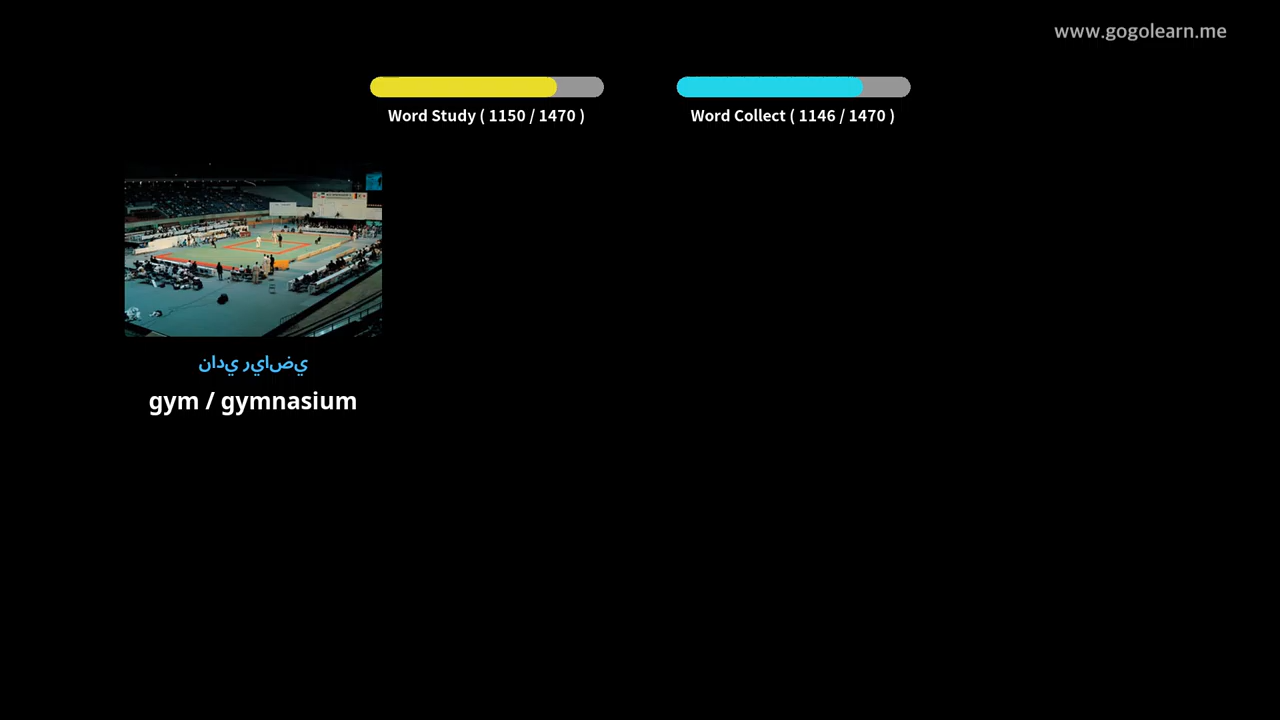 www.gogolearn.me
Word Study ( 1150 / 1470 )
Word Collect ( 1146 / 1470 )
نادي رياضي
gym / gymnasium